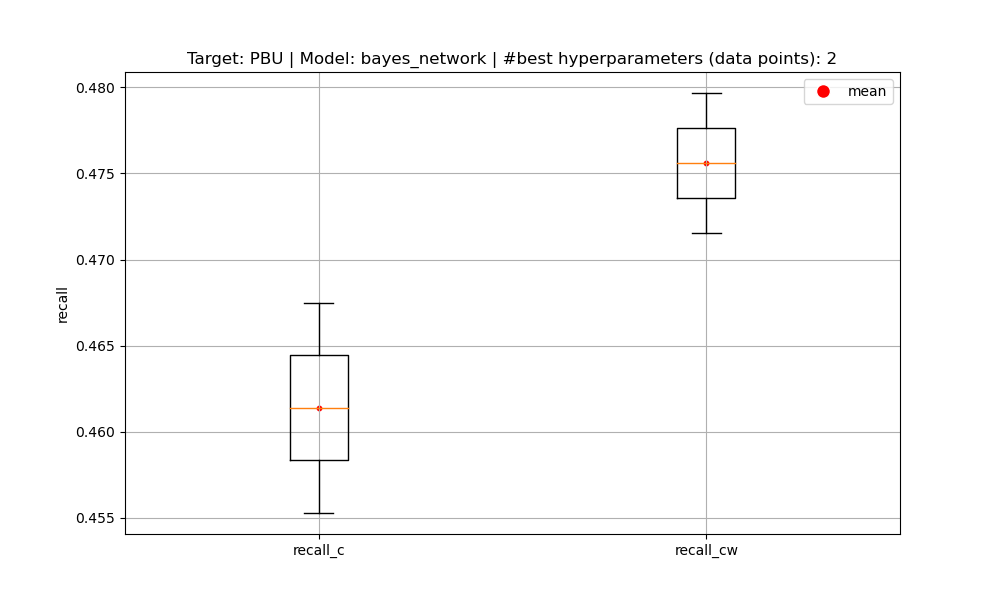 Target: PBU | Model: bayes_network | #best hyperparameters (data points): 2
mean
0.480
0.475
0.470
0.465
0.460
0.455
recall
recall_c
recall_cw